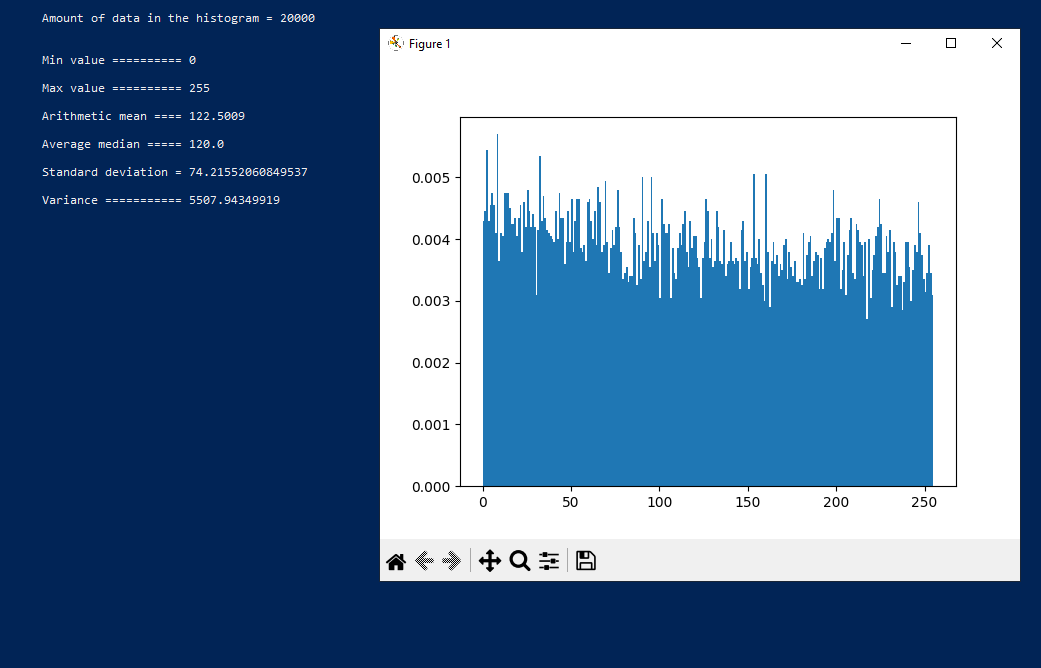 Amount of data in the histogram = 20000
Min value ========== 0
Max value ========== 255
Arithmetic mean ==== 122.5009
Average median ===== 120.0
Standard deviation = 74.21552060849537
Variance =========== 5507.94349919
Figure 1
0.005
0.004
0.003
0.002
0.001
0.000
0 50 100 150 200 250